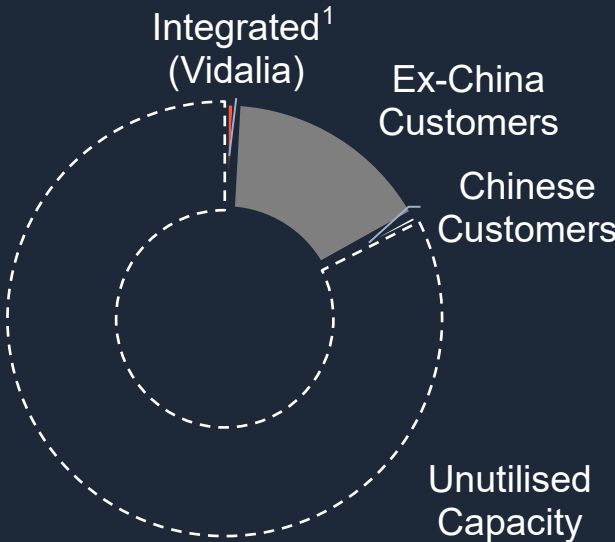 Integrated¹
(Vidalia)
Ex-China
Customers
Chinese
Customers
Unutilised
Capacity